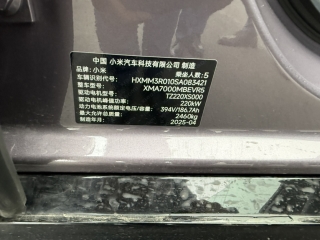 中国 小米汽车科技有限公司 制造
品牌:小米 乘坐人数:5
车辆识别代号:HXMM3R010SA083421
整车型号:XMA7000MBEVR5
驱动电机型号:TZ220XS000
驱动电机峰值功率:220kW
动力电池系统额定电压/容量:394V/186.7Ah
最大允许总质量:2460kg
制造年月:2025-04